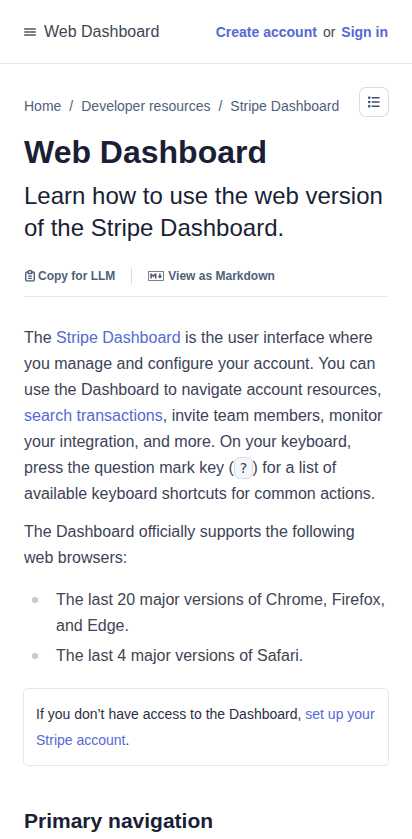 Web Dashboard
Create account or Sign in
Home / Developer resources / Stripe Dashboard
Web Dashboard
Learn how to use the web version
of the Stripe Dashboard.
Copy for LLM
View as Markdown
The Stripe Dashboard is the user interface where
you manage and configure your account. You can
use the Dashboard to navigate account resources,
search transactions, invite team members, monitor
your integration, and more. On your keyboard,
press the question mark key (?) for a list of
available keyboard shortcuts for common actions.
The Dashboard officially supports the following
web browsers:
The last 20 major versions of Chrome, Firefox,
and Edge.
The last 4 major versions of Safari.
If you don't have access to the Dashboard, set up your
Stripe account.
Primary navigation